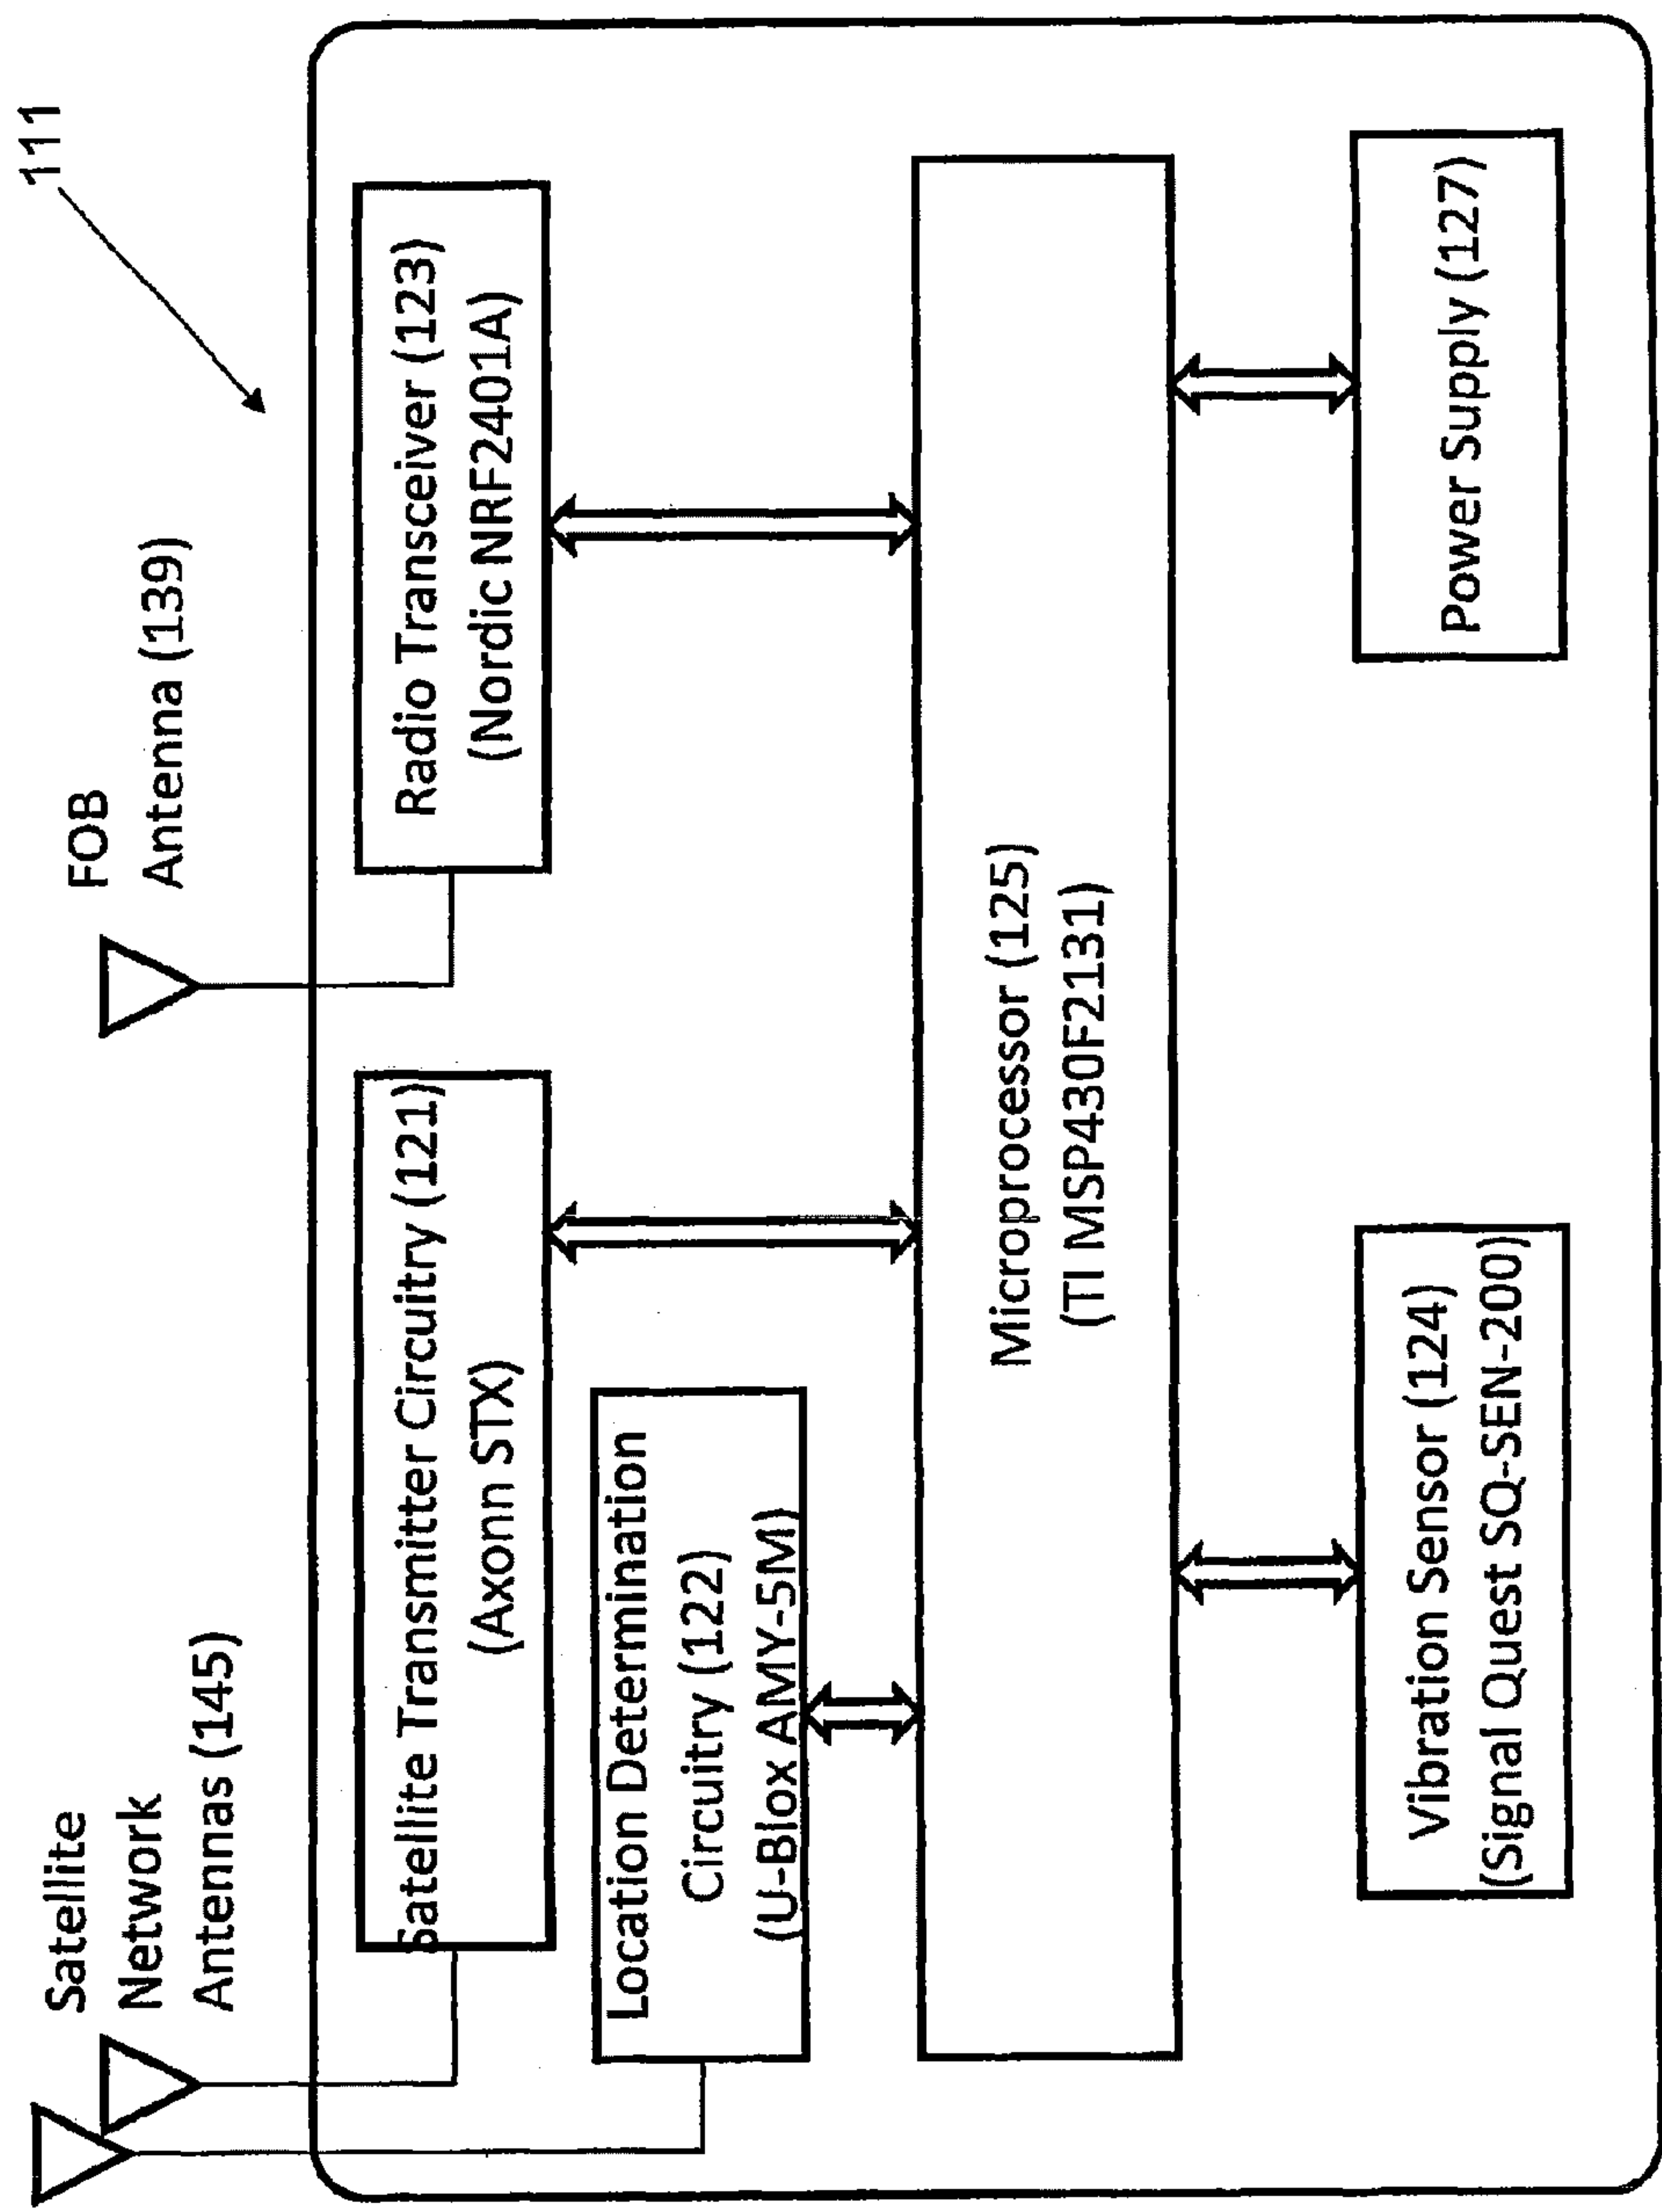 111
Satellite
Network
Antennas (145)
FOB
Antenna (139)
Satellite Transmitter Circuitry (121)
(Axonn STX)
Radio Transceiver (123)
(Nordic NRF2401A)
Location Determination
Circuitry (122)
(U-Blox AMY-5M)
Microprocessor (125)
(TI MSP430F2131)
Vibration Sensor (124)
(Signal Quest SQ-SEN-200)
Power Supply (127)